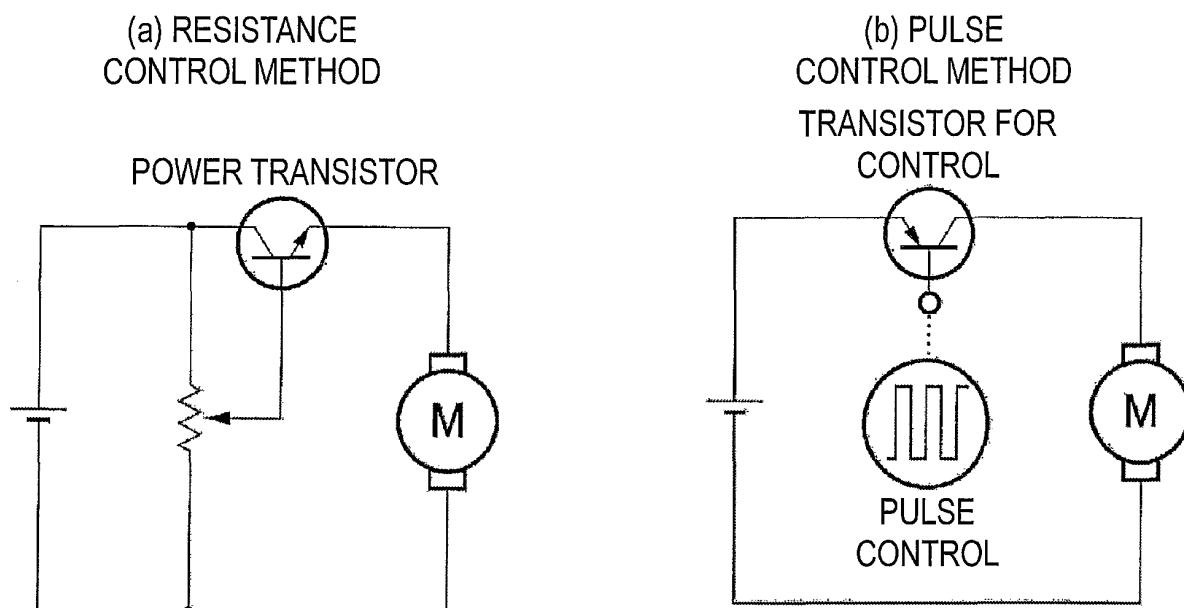 (a) RESISTANCE
CONTROL METHOD
POWER TRANSISTOR
M
(b) PULSE
CONTROL METHOD
TRANSISTOR FOR
CONTROL
M
PULSE
CONTROL